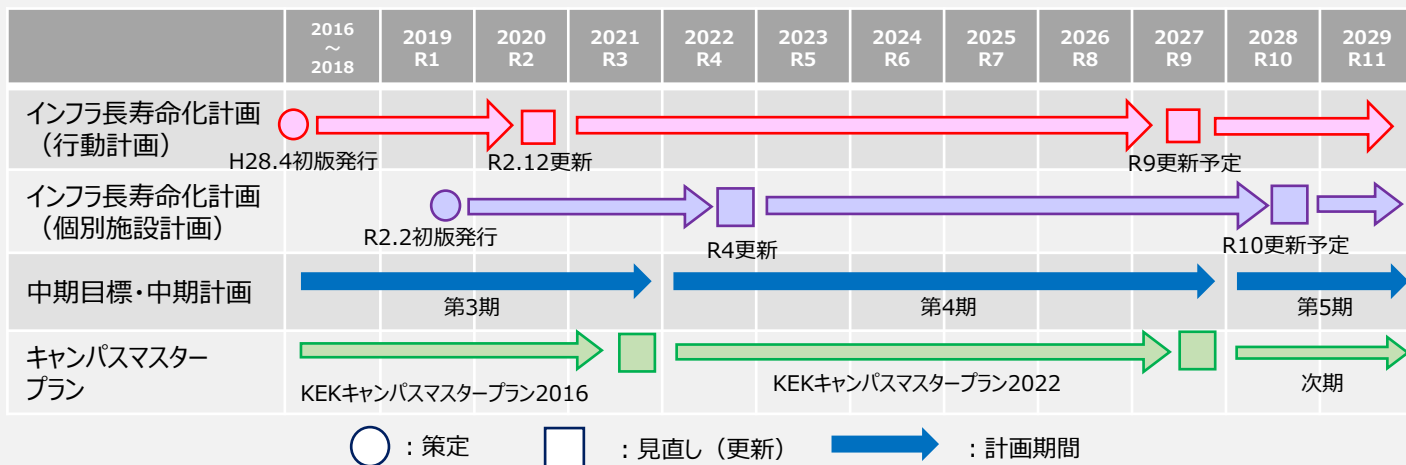 2016
～
2018
2019
R1
2020
R2
2021
R3
2022
R4
2023
R5
2024
R6
2025
R7
2026
R8
2027
R9
2028
R10
2029
R11
インフラ長寿命化計画
（行動計画）
H28.4初版発行
R2.12更新
R9更新予定
インフラ長寿命化計画
（個別施設計画）
R2.2初版発行
R4更新
R10更新予定
中期目標・中期計画
第3期
第4期
第5期
キャンパスマスター
プラン
KEKキャンパスマスタープラン2016
KEKキャンパスマスタープラン2022
次期
：策定
：見直し（更新）
：計画期間